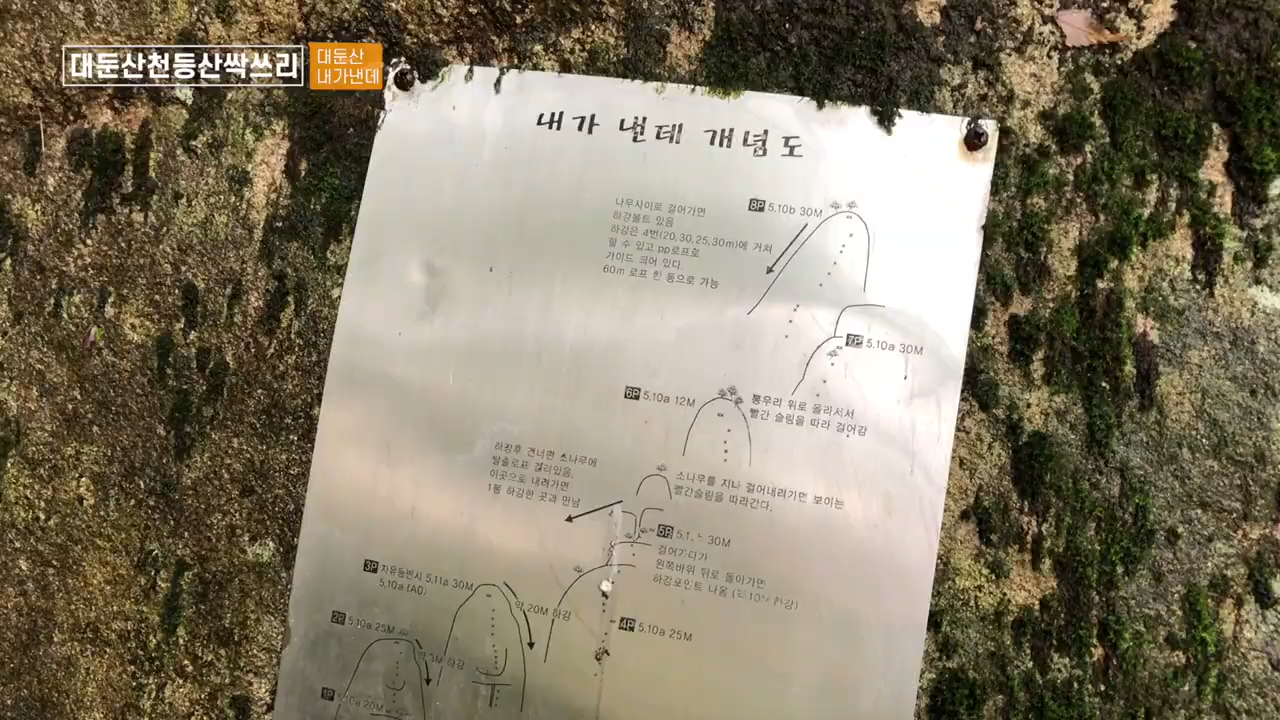 대둔산천등산싹쓰리
대둔산
내가낸데
내가 낸데 개념도
나무사이로 걸어가면
하강볼트 있음
하강은 4번(20,30,25,30m)에 거쳐
할 수 있고 pp로프로
가이드 되어 있다.
60m 로프 한 동으로 가능
8P 5.10b 30M
7P 5.10a 30M
6P 5.10a 12M
봉우리 위로 올라서서
빨간 슬링을 따라 걸어감
하강후 건너편 소나무에
탈출로프 걸려있음.
이곳으로 내려가면
1봉 하강한 곳과 만남
소나무를 지나 걸어내려가면 보이는
빨간슬링을 따라간다.
5P 30M
걸어가다가
왼쪽바위 뒤로 돌아가면
하강포인트 나옴 (약 10M 하강)
3P 자유등반시 5.11a 30M
5.10a (A0)
약 20M 하강
4P 5.10a 25M
2P 5.10a 25M
하강
1P 5.10a 20M